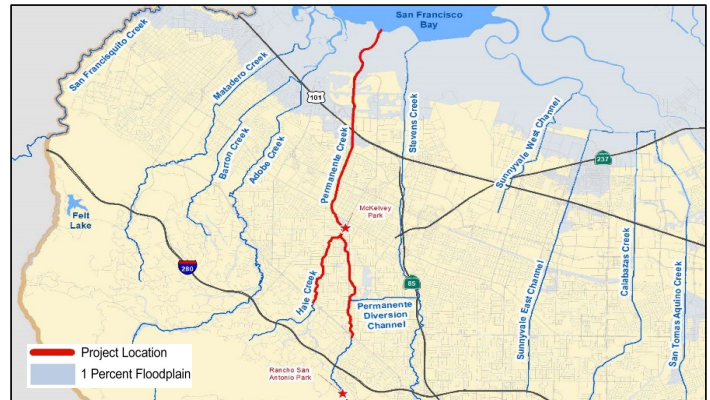 San Francisco
Bay
San Francisquito Creek
Matadero Creek
101
Barron Creek
Adobe Creek
Permanente Creek
Stevens Creek
Sunnyvale West Channel
237
McKelvey
Park
Felt
Lake
280
Hale Creek
85
Permanente
Diversion
Channel
Sunnyvale East Channel
Calabazas Creek
San Tomas Aquino Creek
Project Location
1 Percent Floodplain
Rancho San
Antonio Park